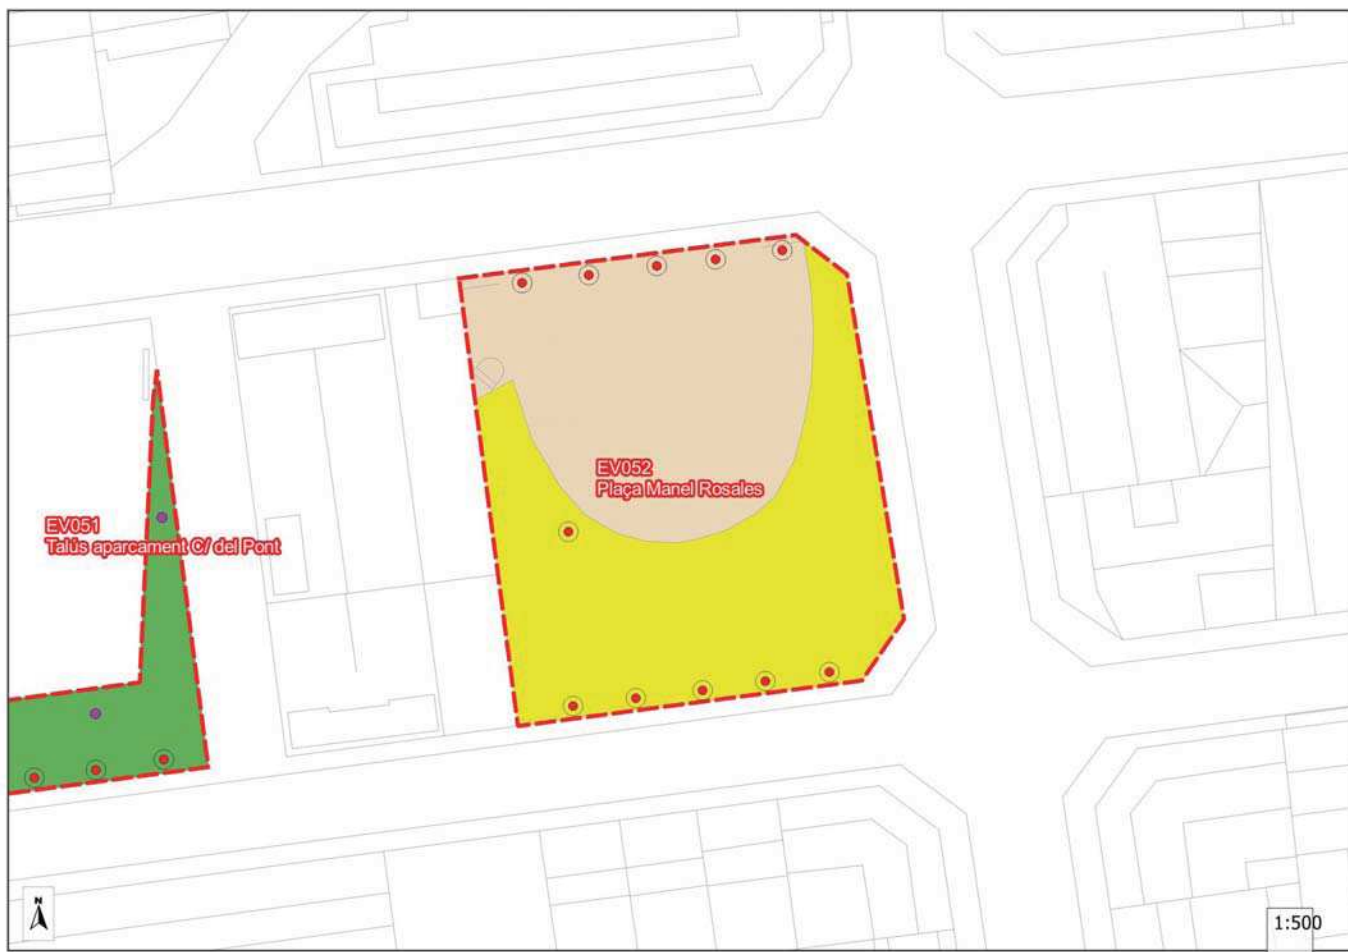 EV052
Plaça Manel Rosales
EV051
Talús aparcament C/ del Pont
N
1:500